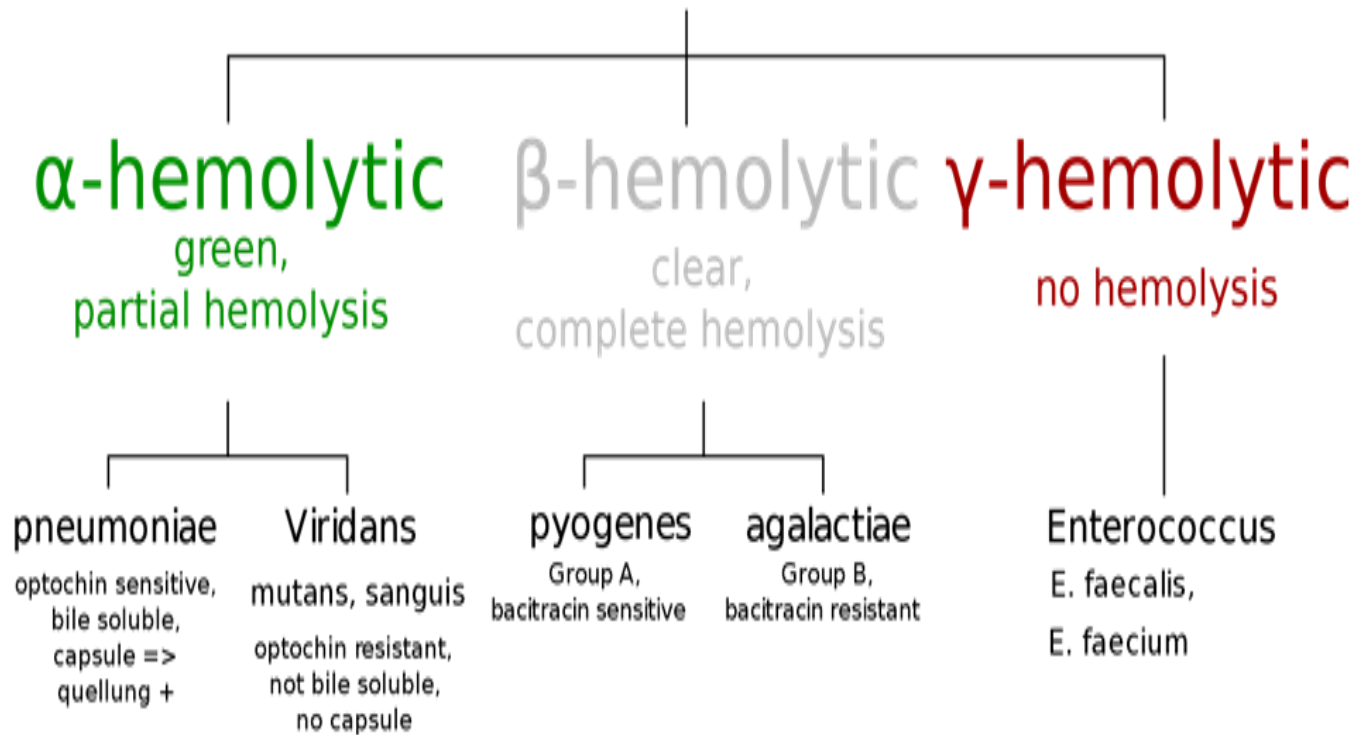 α-hemolytic
green,
partial hemolysis
β-hemolytic
clear,
complete hemolysis
γ-hemolytic
no hemolysis
pneumoniae
optochin sensitive,
bile soluble,
capsule =>
quellung +
Viridans
mutans, sanguis
optochin resistant,
not bile soluble,
no capsule
pyogenes
Group A,
bacitracin sensitive
agalactiae
Group B,
bacitracin resistant
Enterococcus
E. faecalis,
E. faecium